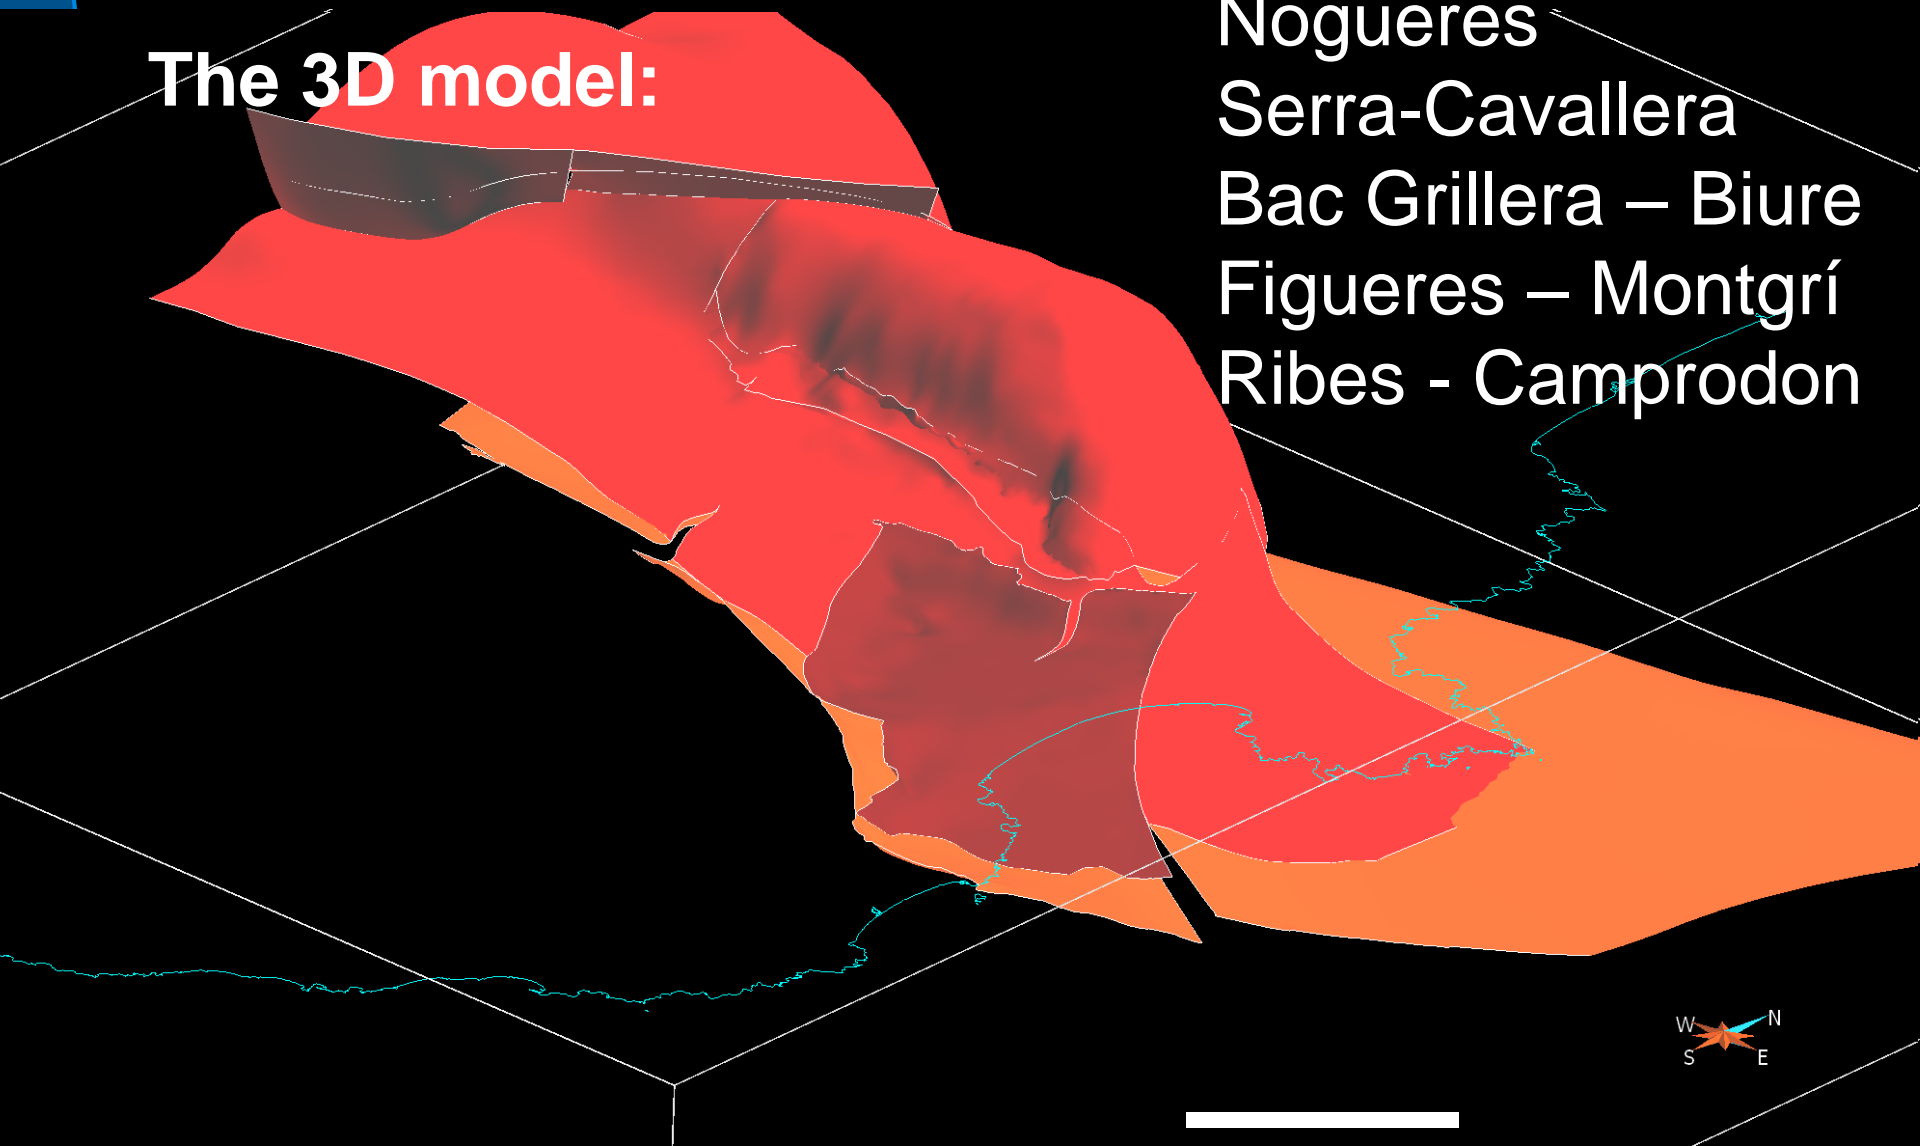 The 3D model:
Nogueres
Serra-Cavallera
Bac Grillera – Biure
Figueres – Montgrí
Ribes - Camprodon
W N
S E